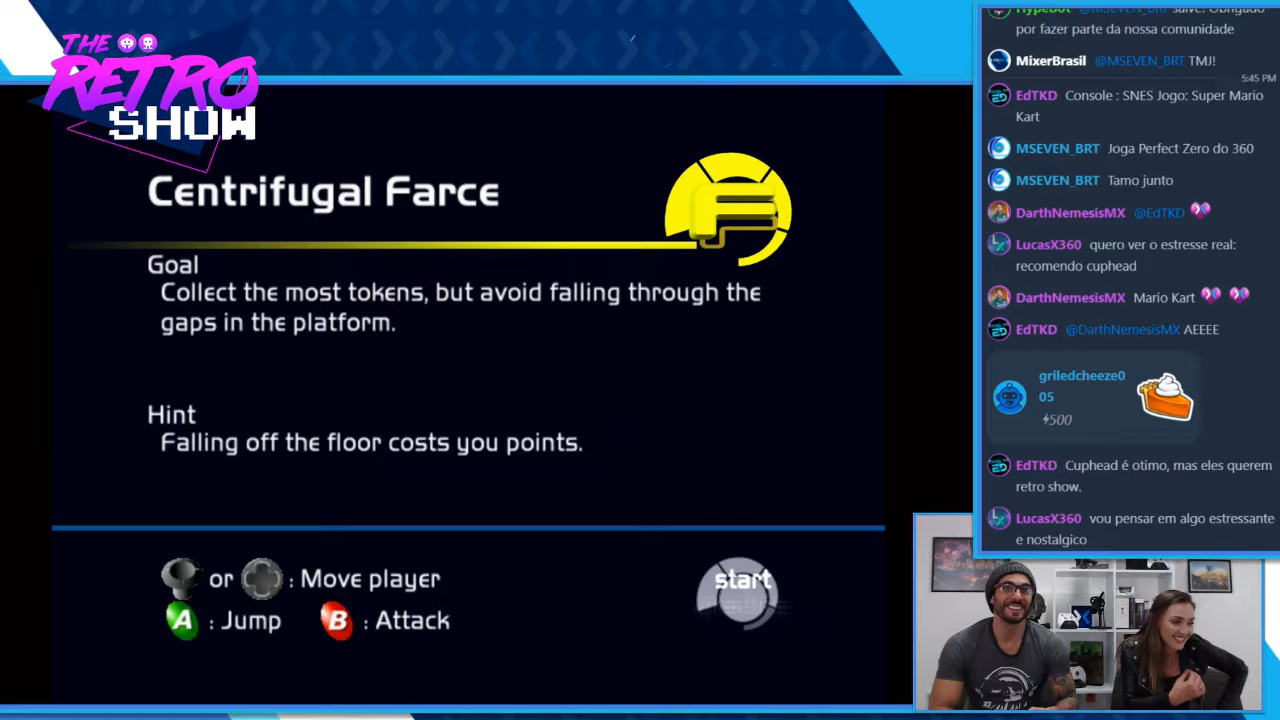 THE
RETRO
SHOW
Centrifugal Farce
F
Goal
Collect the most tokens, but avoid falling through the
gaps in the platform.
Hint
Falling off the floor costs you points.
or : Move player
A : Jump B : Attack
start
HypeBot @MSEVEN_BRT salve! Obrigado
por fazer parte da nossa comunidade
MixerBrasil @MSEVEN_BRT TMJ!
5:45 PM
EdTKD Console : SNES Jogo: Super Mario
Kart
MSEVEN_BRT Joga Perfect Zero do 360
MSEVEN_BRT Tamo junto
DarthNemesisMX @EdTKD
LucasX360 quero ver o estresse real:
recomendo cuphead
DarthNemesisMX Mario Kart
EdTKD @DarthNemesisMX AEEEE
griledcheeze0
05
500
EdTKD Cuphead é otimo, mas eles querem
retro show.
LucasX360 vou pensar em algo estressante
e nostalgico